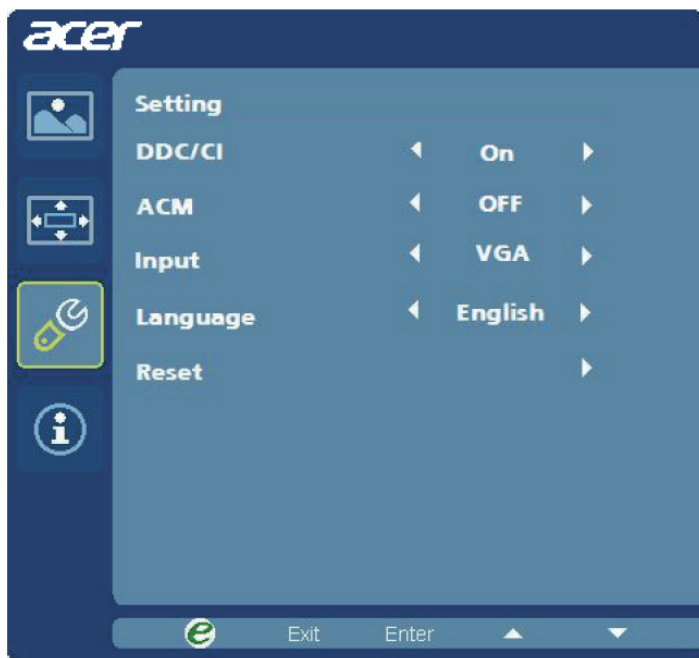 acer
Setting
DDC/CI On
ACM OFF
Input VGA
Language English
Reset
e Exit Enter